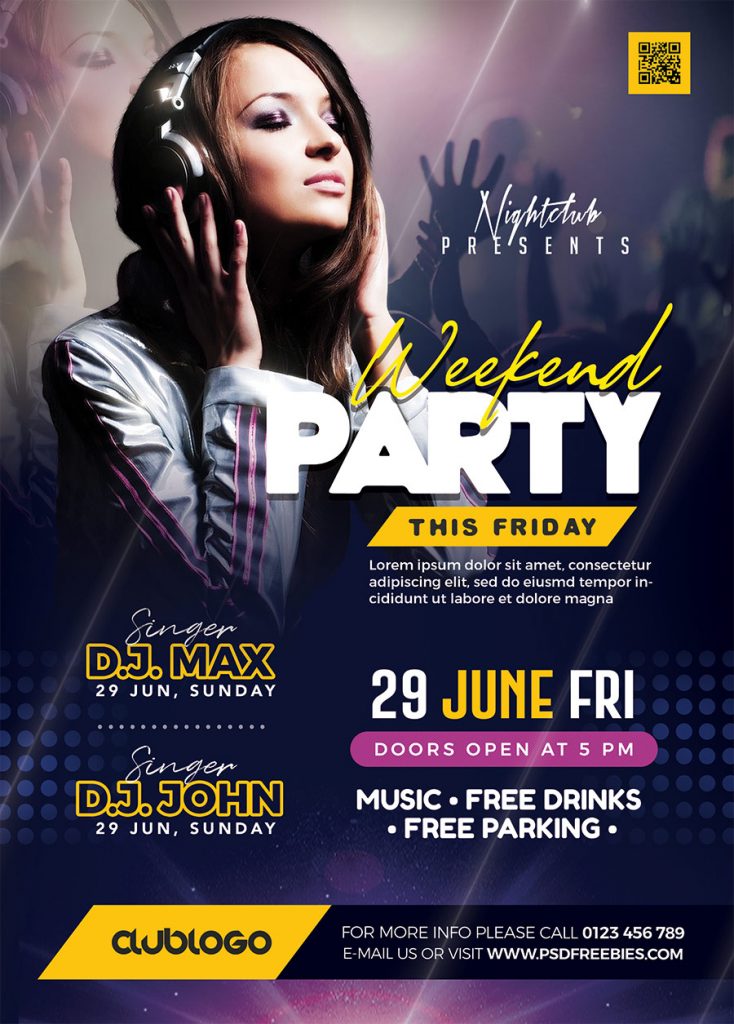 Nightclub
PRESENTS
Weekend
PARTY
THIS FRIDAY
Lorem ipsum dolor sit amet, consectetur
adipiscing elit, sed do eiusmd tempor in-
cididunt ut labore et dolore magna
Singer
D.J. MAX
29 JUN, SUNDAY
Singer
D.J. JOHN
29 JUN, SUNDAY
29 JUNE FRI
DOORS OPEN AT 5 PM
MUSIC • FREE DRINKS
• FREE PARKING •
CLUBLOGO
FOR MORE INFO PLEASE CALL 0123 456 789
E-MAIL US OR VISIT WWW.PSDFREEBIES.COM